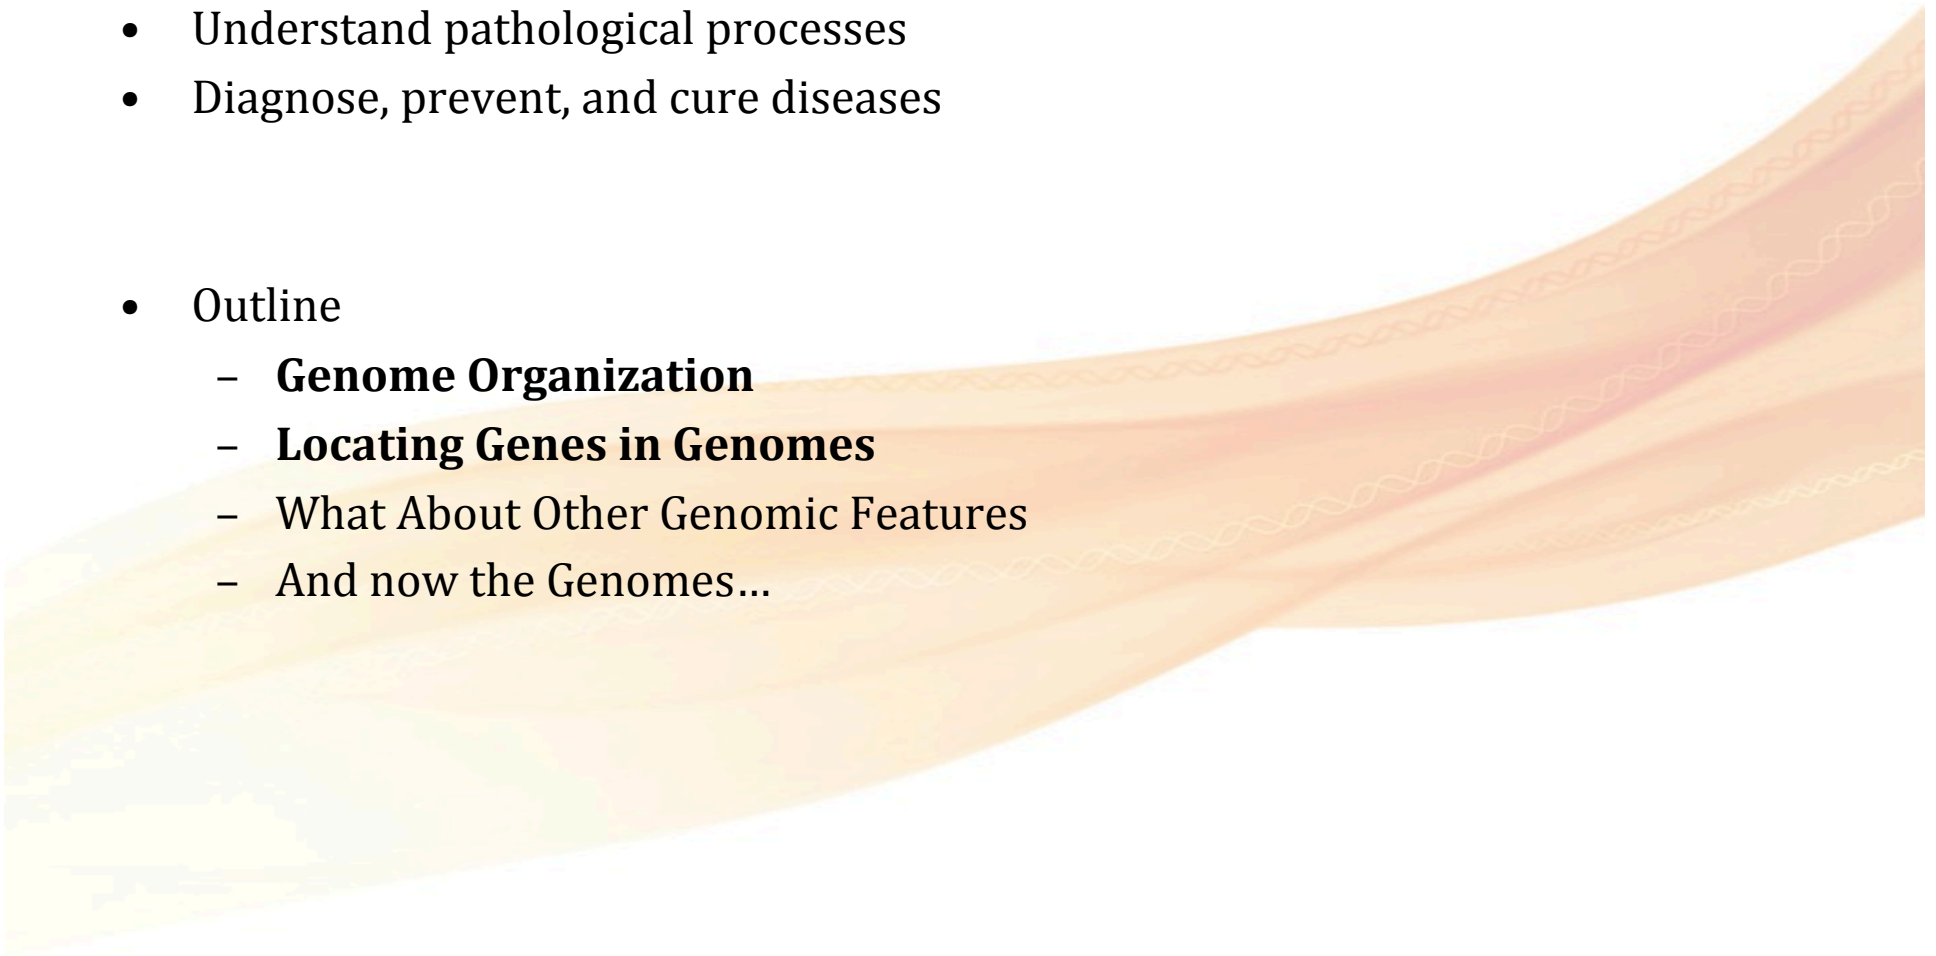 • Understand pathological processes
• Diagnose, prevent, and cure diseases
• Outline
– Genome Organization
– Locating Genes in Genomes
– What About Other Genomic Features
– And now the Genomes…